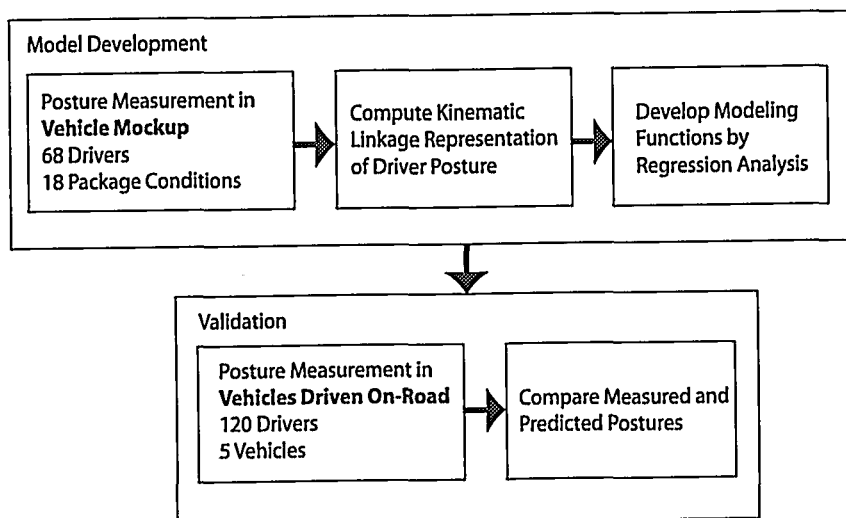 Model Development
Posture Measurement in
Vehicle Mockup
68 Drivers
18 Package Conditions
Compute Kinematic
Linkage Representation
of Driver Posture
Develop Modeling
Functions by
Regression Analysis
Validation
Posture Measurement in
Vehicles Driven On-Road
120 Drivers
5 Vehicles
Compare Measured and
Predicted Postures